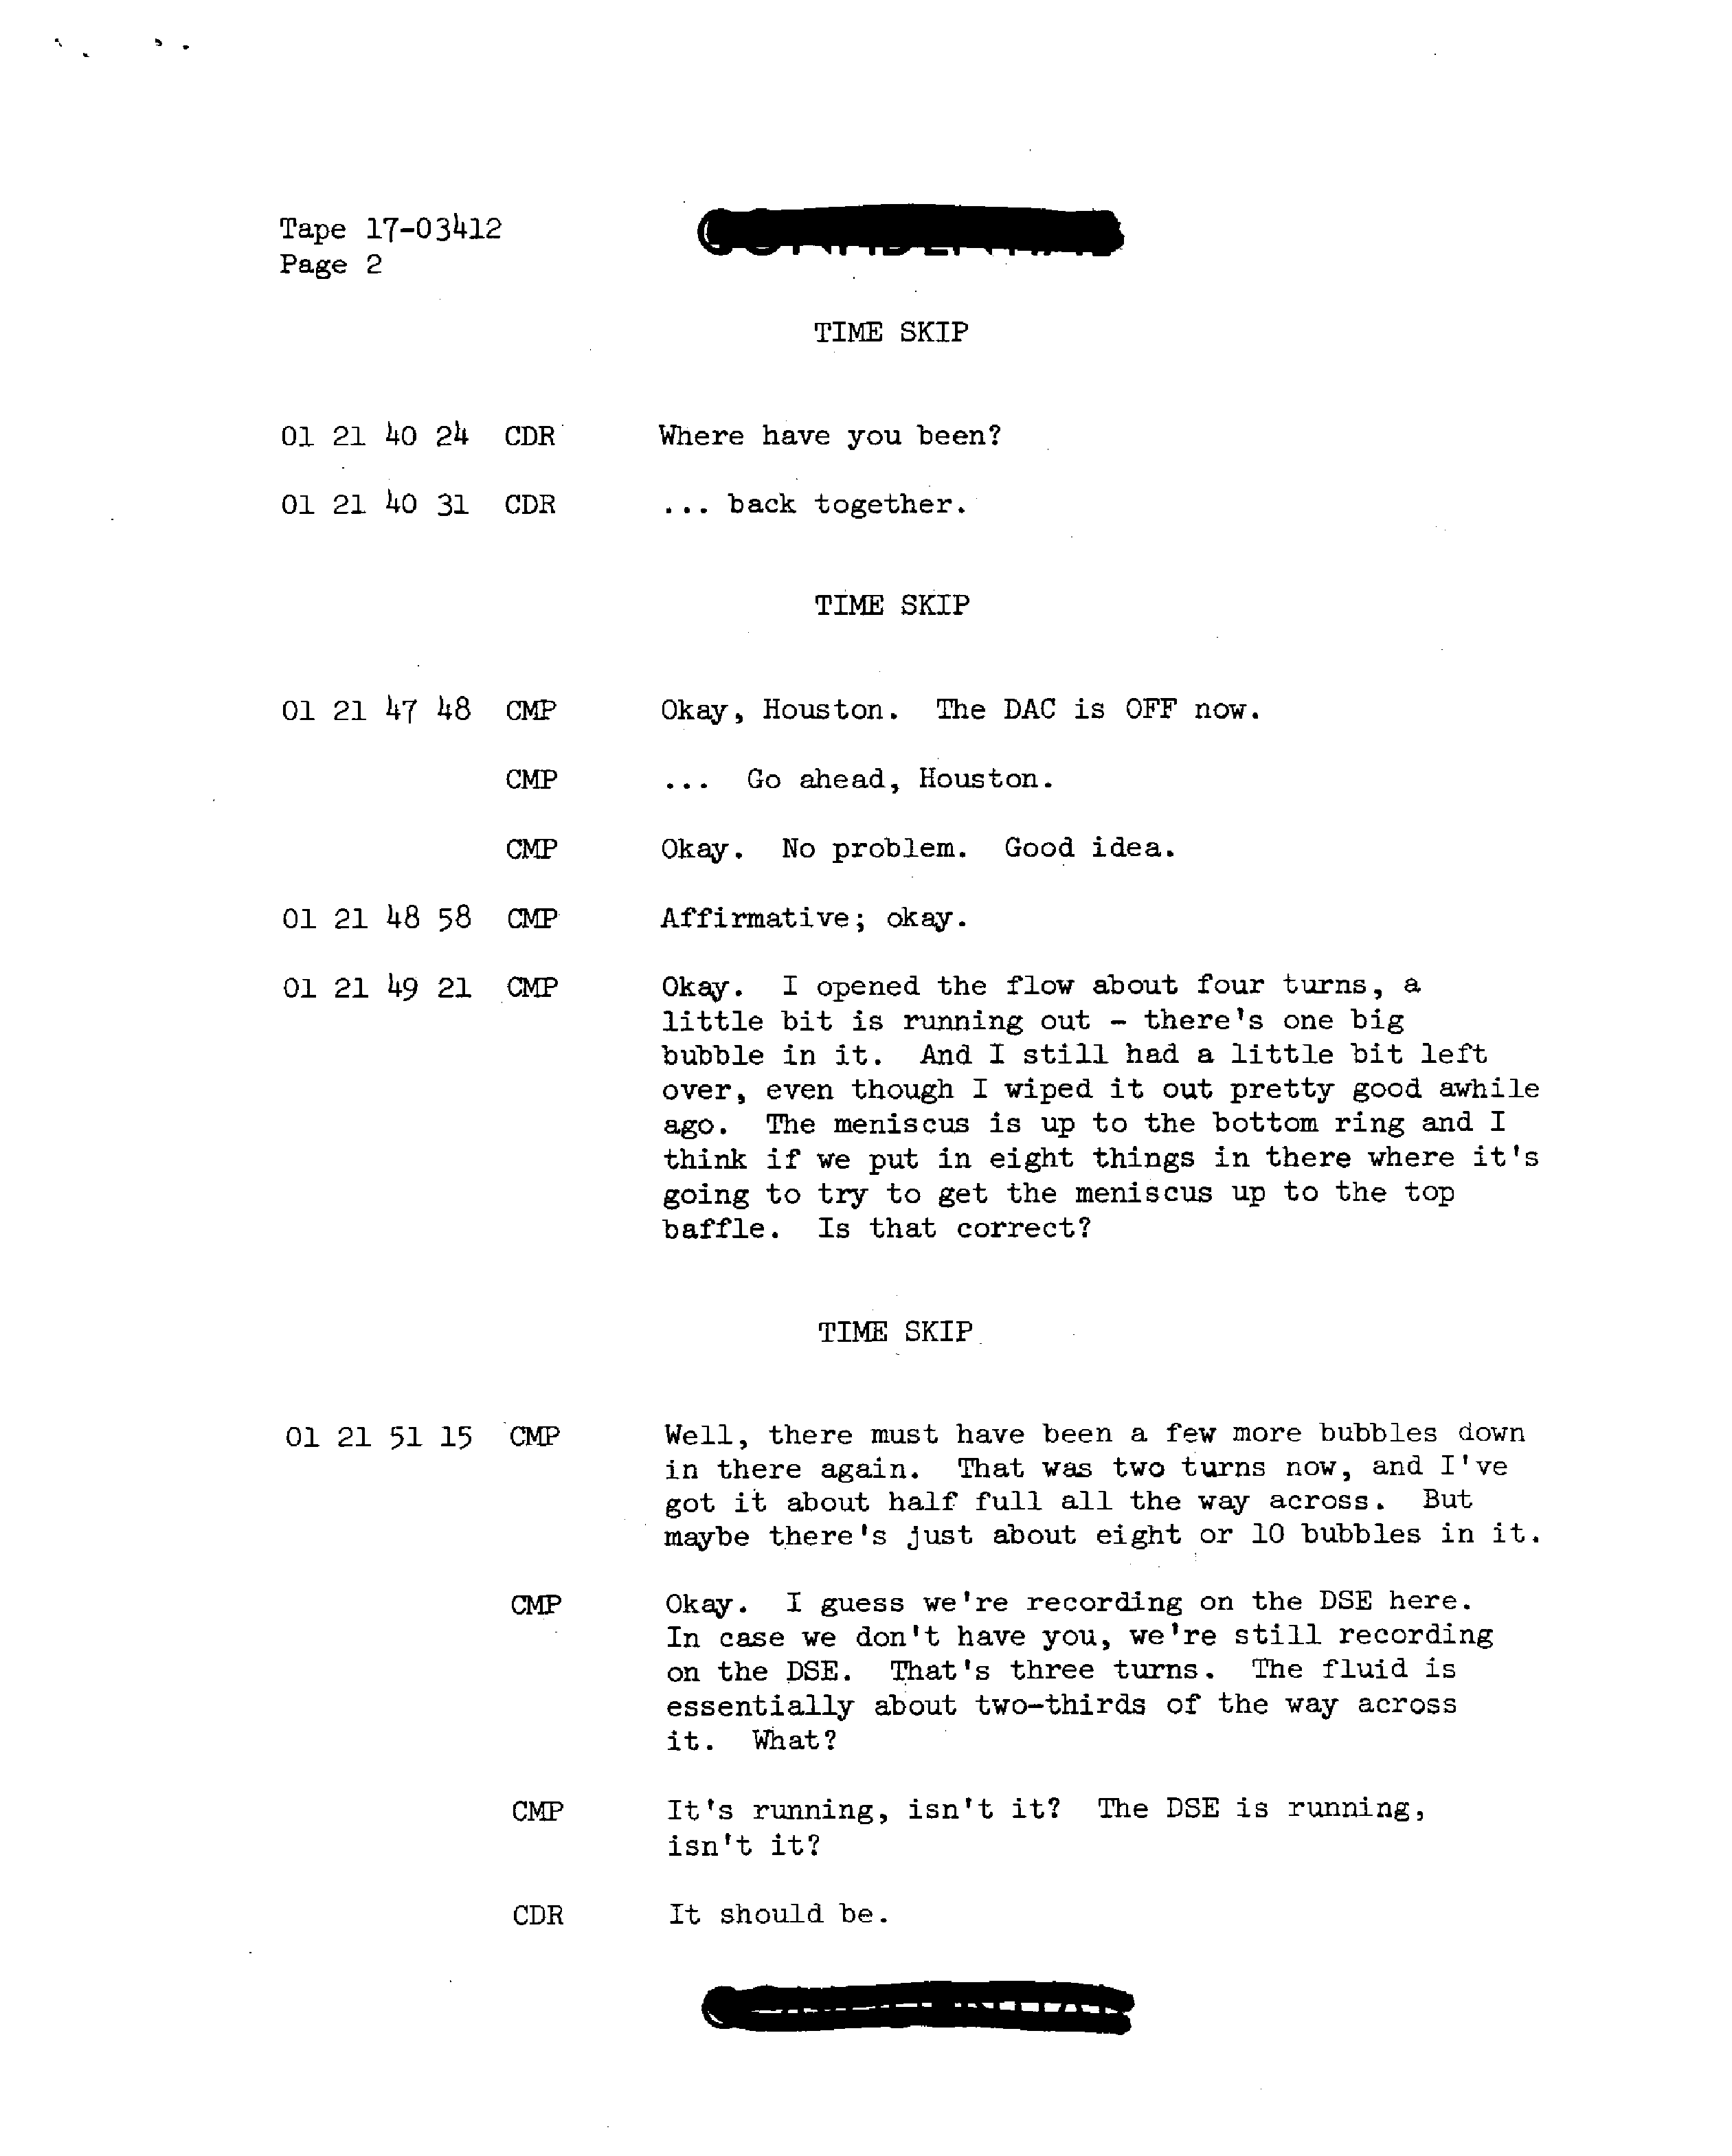 Tape 17-03412
Page 2
TIME SKIP
01 21 40 24 CDR Where have you been?
01 21 40 31 CDR ... back together.
TIME SKIP
01 21 47 48 CMP Okay, Houston. The DAC is OFF now.
CMP ... Go ahead, Houston.
CMP Okay. No problem. Good idea.
01 21 48 58 CMP Affirmative; okay.
01 21 49 21 CMP Okay. I opened the flow about four turns, a
little bit is running out - there's one big
bubble in it. And I still had a little bit left
over, even though I wiped it out pretty good awhile
ago. The meniscus is up to the bottom ring and I
think if we put in eight things in there where it's
going to try to get the meniscus up to the top
baffle. Is that correct?
TIME SKIP
01 21 51 15 CMP Well, there must have been a few more bubbles down
in there again. That was two turns now, and I've
got it about half full all the way across. But
maybe there's just about eight or 10 bubbles in it.
CMP Okay. I guess we're recording on the DSE here.
In case we don't have you, we're still recording
on the DSE. That's three turns. The fluid is
essentially about two-thirds of the way across
it. What?
CMP It's running, isn't it? The DSE is running,
isn't it?
CDR It should be.